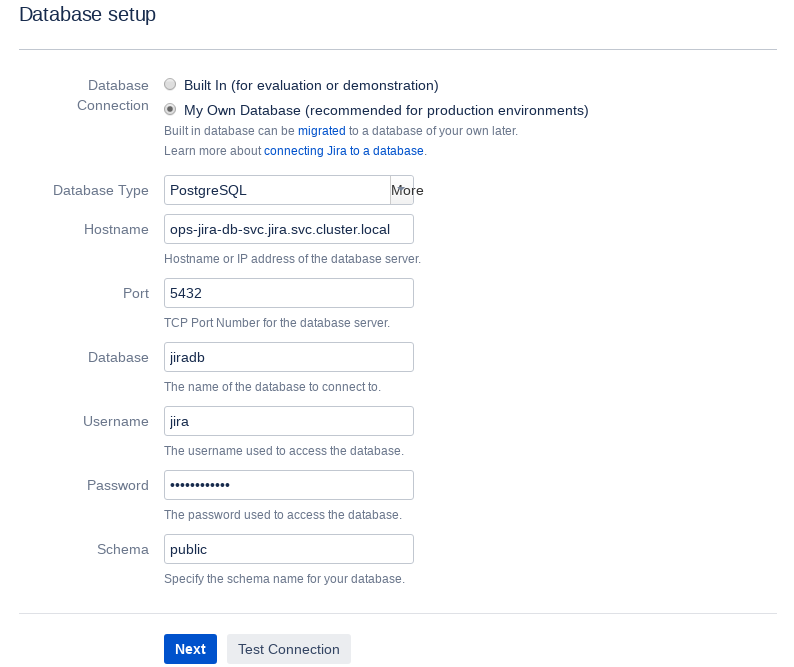 Database setup
Database Connection
Built In (for evaluation or demonstration)
My Own Database (recommended for production environments)
Built in database can be migrated to a database of your own later.
Learn more about connecting Jira to a database.
Database Type
PostgreSQL
More
Hostname
ops-jira-db-svc.jira.svc.cluster.local
Hostname or IP address of the database server.
Port
5432
TCP Port Number for the database server.
Database
jiradb
The name of the database to connect to.
Username
jira
The username used to access the database.
Password
••••••••••••
The password used to access the database.
Schema
public
Specify the schema name for your database.
Next
Test Connection